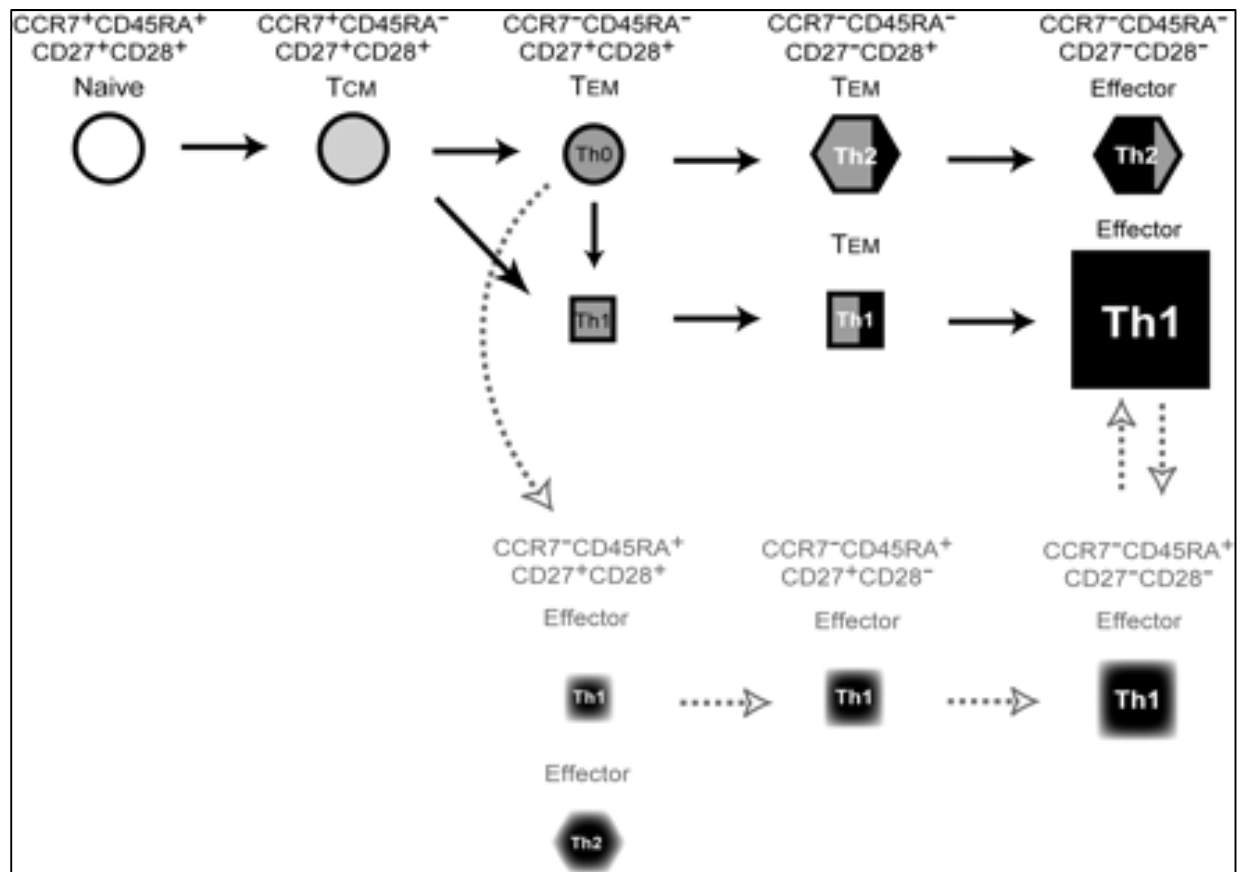 CCR7⁺CD45RA⁺ CCR7⁺CD45RA⁻ CCR7⁻CD45RA⁻ CCR7⁻CD45RA⁻ CCR7⁻CD45RA⁻
CD27⁺CD28⁺ CD27⁺CD28⁺ CD27⁺CD28⁺ CD27⁻CD28⁺ CD27⁻CD28⁻
Naive TCM TEM TEM Effector
Th0 Th2 Th2
TEM Effector
Th1 Th1 Th1
CCR7⁻CD45RA⁺ CCR7⁻CD45RA⁺ CCR7⁻CD45RA⁺
CD27⁺CD28⁺ CD27⁺CD28⁻ CD27⁻CD28⁻
Effector Effector Effector
Th1 Th1 Th1
Effector
Th2